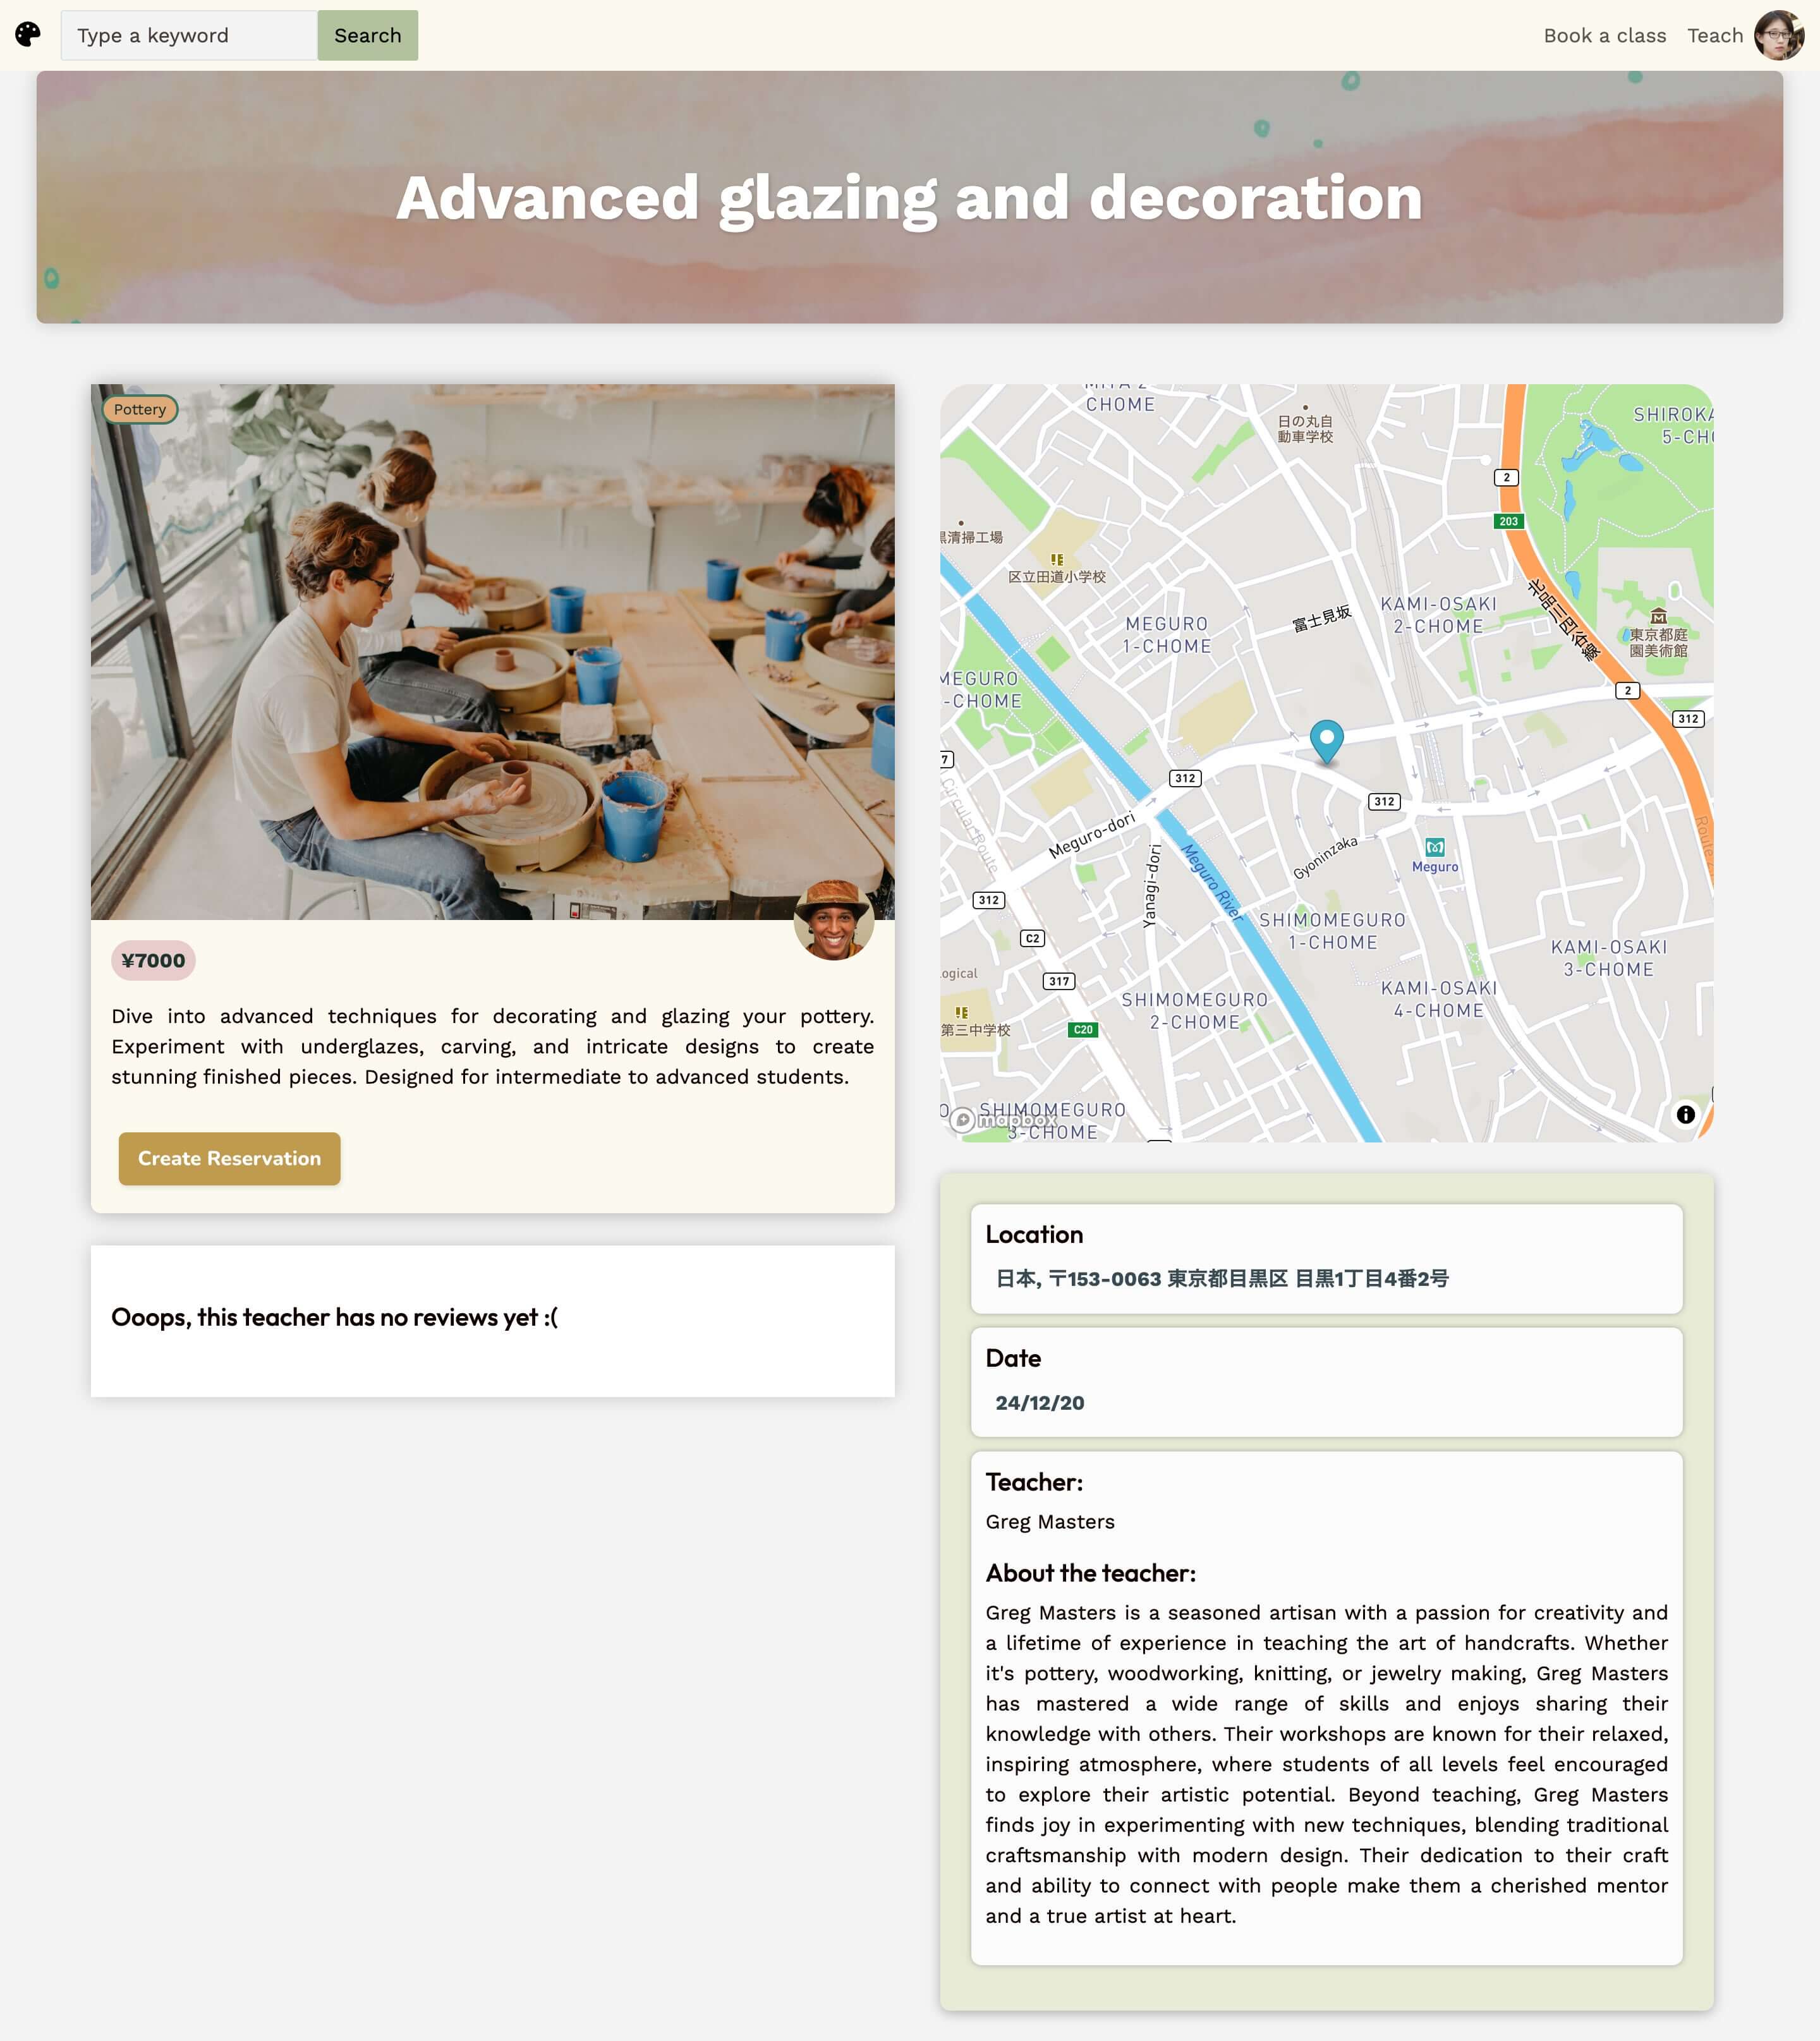 Type a keyword
Search
Book a class
Teach
Advanced glazing and decoration
Pottery
¥7000
Dive into advanced techniques for decorating and glazing your pottery.
Experiment with underglazes, carving, and intricate designs to create
stunning finished pieces. Designed for intermediate to advanced students.
Create Reservation
Ooops, this teacher has no reviews yet :(
CHOME
日の丸自
動車学校
SHIROKA
5-CHO
2
203
黒清掃工場
区立田道小学校
MEGURO
1-CHOME
富士見坂
KAMI-OSAKI
2-CHOME
北品川四谷線
東京都庭
園美術館
MEGURO
-CHOME
2
312
7
312
312
Circular Route
Meguro-dori
Gyoninzaka
Meguro
Yanagi-dori
Meguro River
312
C2
SHIMOMEGURO
1-CHOME
KAMI-OSAKI
3-CHOME
ogical
317
SHIMOMEGURO
2-CHOME
KAMI-OSAKI
4-CHOME
第三中学校
C20
Route
SHIMOMEGURO
3-CHOME
mapbox
Location
日本, 〒153-0063 東京都目黒区 目黒1丁目4番2号
Date
24/12/20
Teacher:
Greg Masters
About the teacher:
Greg Masters is a seasoned artisan with a passion for creativity and
a lifetime of experience in teaching the art of handcrafts. Whether
it's pottery, woodworking, knitting, or jewelry making, Greg Masters
has mastered a wide range of skills and enjoys sharing their
knowledge with others. Their workshops are known for their relaxed,
inspiring atmosphere, where students of all levels feel encouraged
to explore their artistic potential. Beyond teaching, Greg Masters
finds joy in experimenting with new techniques, blending traditional
craftsmanship with modern design. Their dedication to their craft
and ability to connect with people make them a cherished mentor
and a true artist at heart.